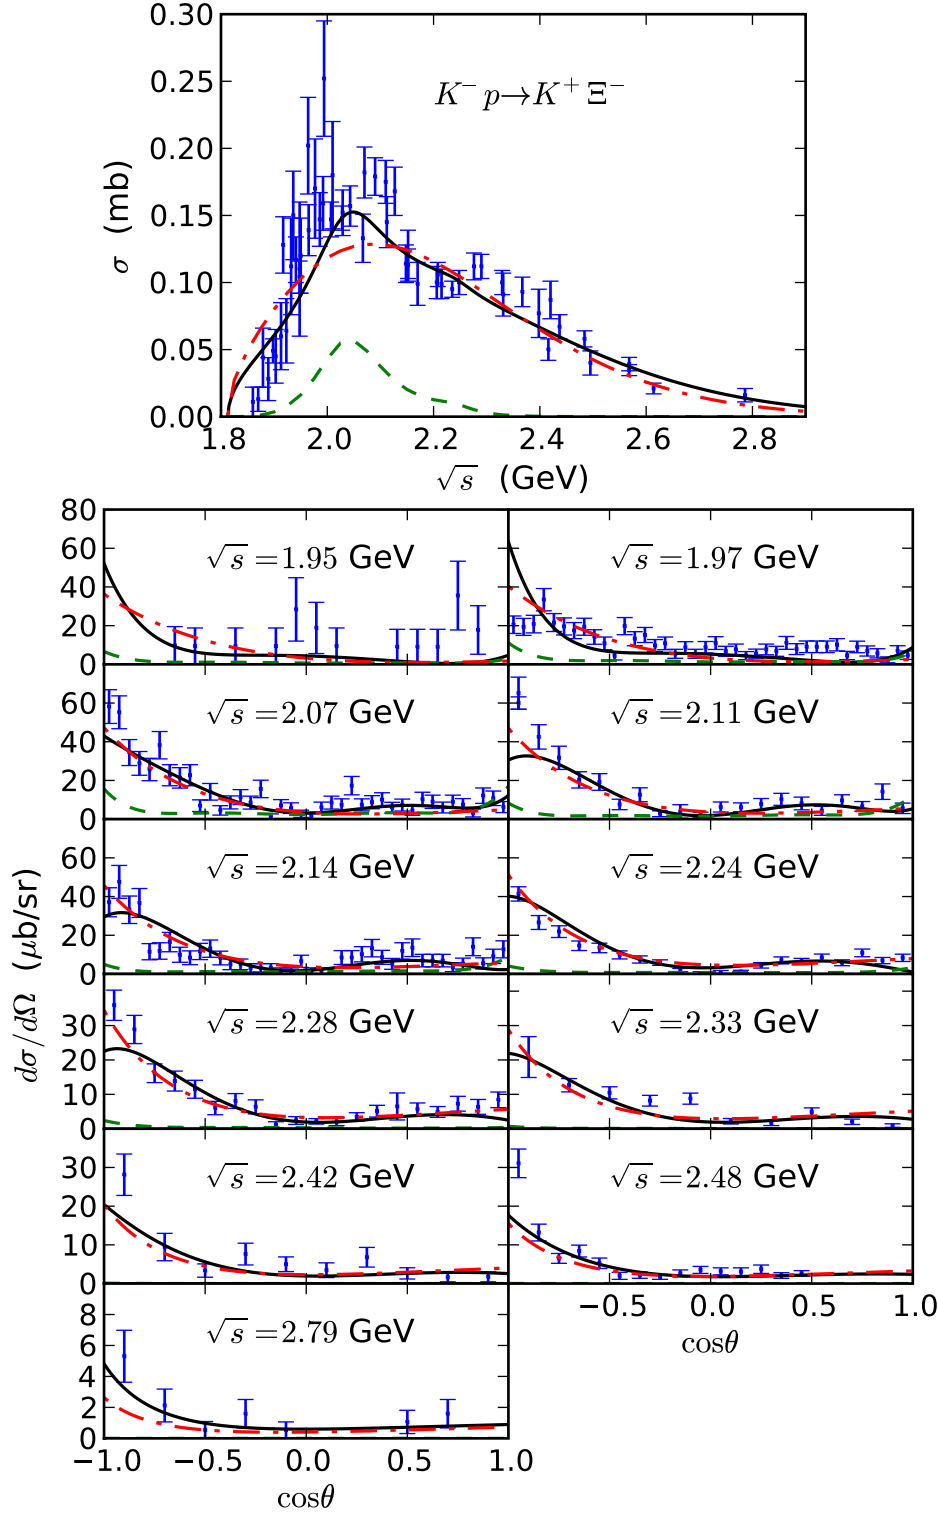 0.30
0.25
0.20
0.15
0.10
0.05
0.00
σ (mb)
K⁻ p→K⁺ Ξ⁻
1.8 2.0 2.2 2.4 2.6 2.8
√s (GeV)
80
60
40
20
0
√s =1.95 GeV
√s =1.97 GeV
60
40
20
0
√s =2.07 GeV
√s =2.11 GeV
60
40
20
0
√s =2.14 GeV
√s =2.24 GeV
dσ/dΩ (μb/sr)
30
20
10
0
√s =2.28 GeV
√s =2.33 GeV
30
20
10
0
√s =2.42 GeV
√s =2.48 GeV
−0.5 0.0 0.5 1.0
cosθ
8
6
4
2
0
√s =2.79 GeV
−1.0 −0.5 0.0 0.5 1.0
cosθ